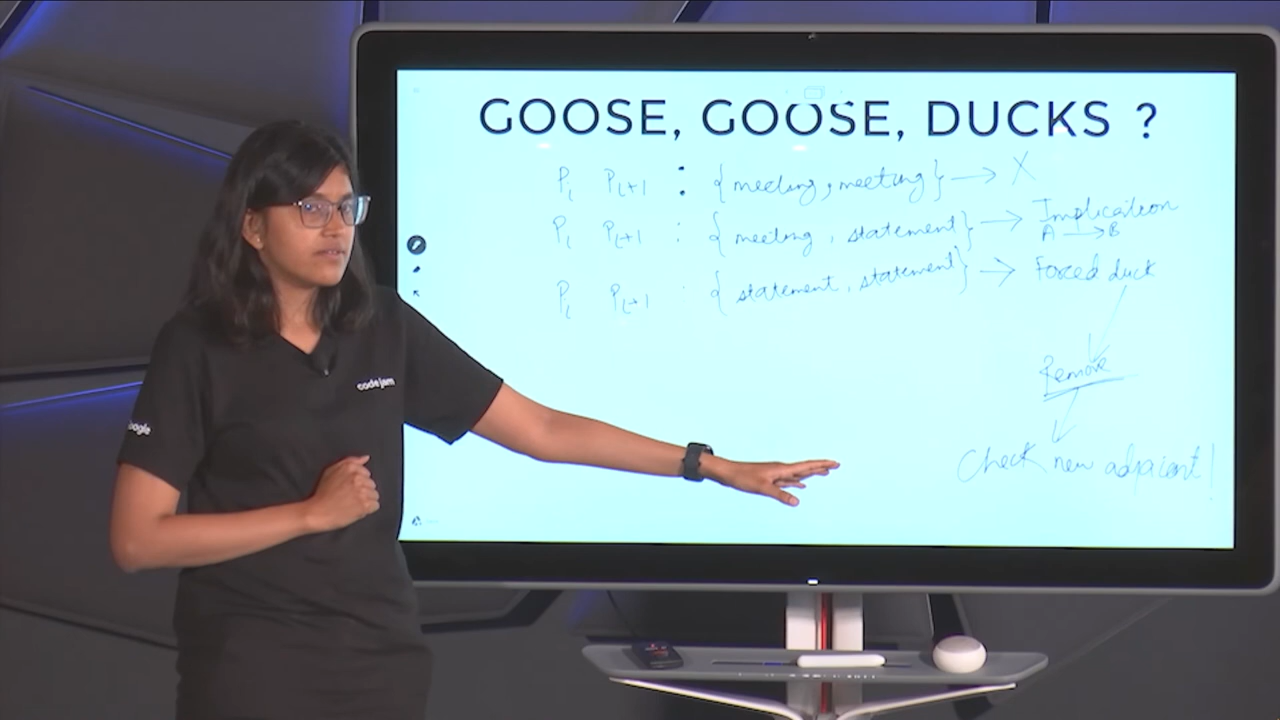 GOOSE, GOOSE, DUCKS ?
Pi Pi+1 : {meeting, meeting} → X
Pi Pi+1 : {meeting, statement} → Implication
A → B
Pi Pi+1 : {statement, statement} → Forced duck
Remove
Check new adjacent!
code jam